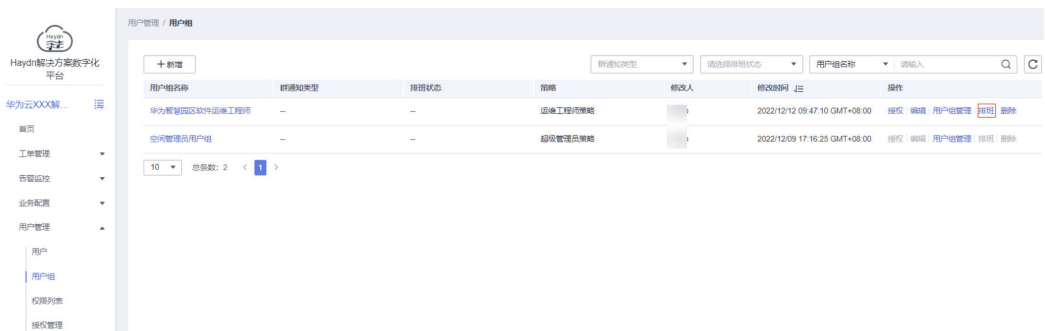 用户管理 / 用户组
Haydn
Haydn解决方案数字化
平台
华为云XXX解...
首页
工单管理
告警监控
业务配置
用户管理
用户
用户组
权限列表
授权管理
+ 新增
群通知类型
请选择排班状态
用户组名称
请输入
用户组名称 群通知类型 排班状态 策略 修改人 修改时间 操作
华为智慧园区软件运维工程师 -- -- 运维工程师策略 2022/12/12 09:47:10 GMT+08:00 授权 编辑 用户组管理 排班 删除
空间管理员用户组 -- -- 超级管理员策略 2022/12/09 17:16:25 GMT+08:00 授权 编辑 用户组管理 排班 删除
10 总条数: 2 < 1 >